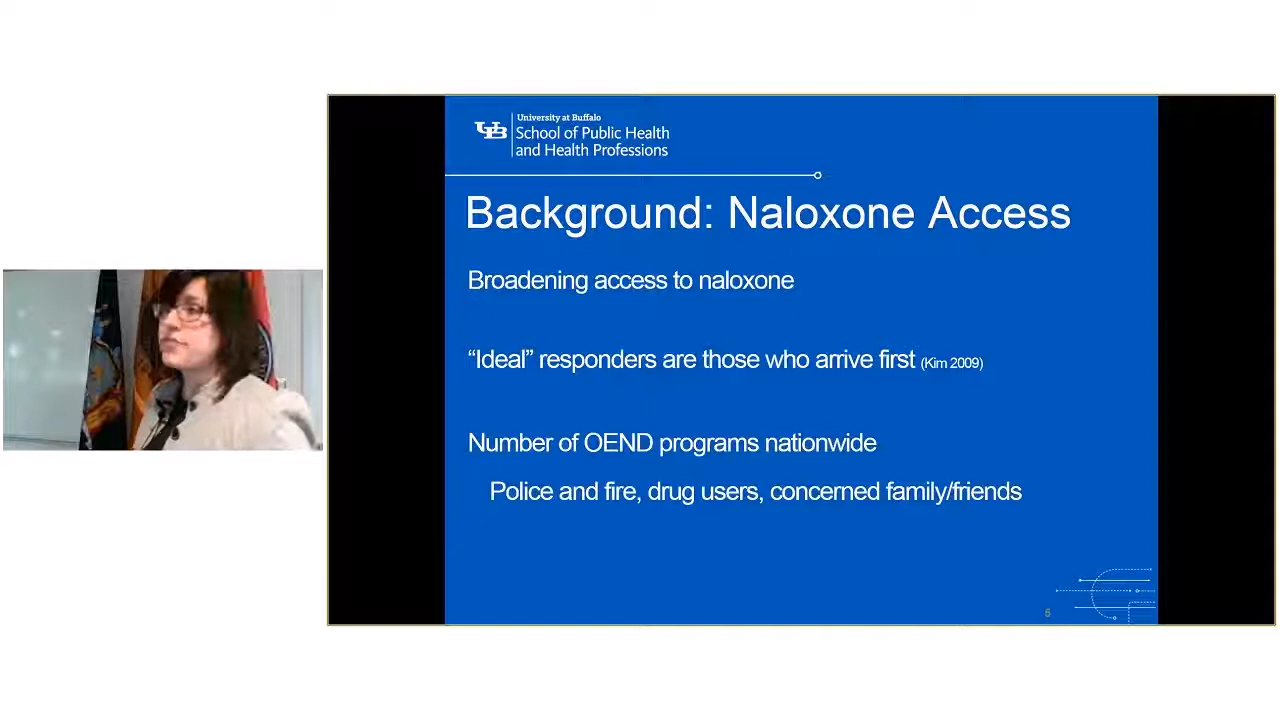 UB
University at Buffalo
School of Public Health
and Health Professions
Background: Naloxone Access
Broadening access to naloxone
“Ideal” responders are those who arrive first (Kim 2009)
Number of OEND programs nationwide
Police and fire, drug users, concerned family/friends
5